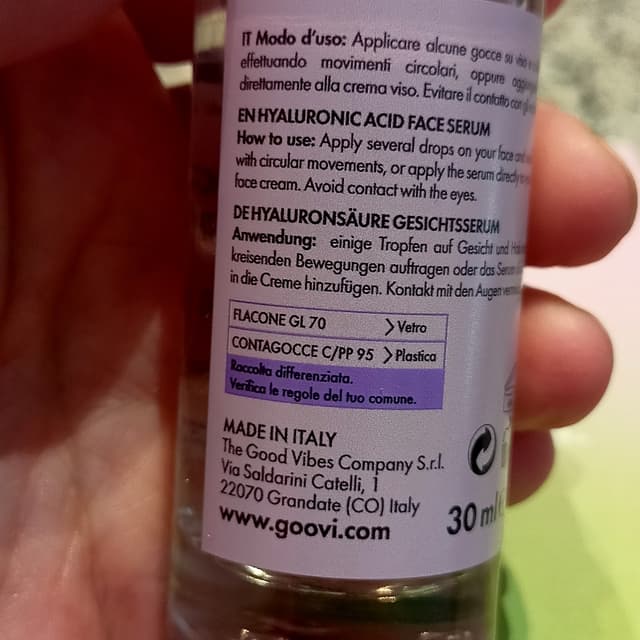 IT Modo d'uso: Applicare alcune gocce su viso e
effettuando movimenti circolari, oppure
direttamente alla crema viso. Evitare il contatto con gli
EN HYALURONIC ACID FACE SERUM
How to use: Apply several drops on your face and
with circular movements, or apply the serum directly
face cream. Avoid contact with the eyes.
DE HYALURONSÄURE GESICHTSSERUM
Anwendung: einige Tropfen auf Gesicht und
kreisenden Bewegungen auftragen oder das Serum
in die Creme hinzufügen. Kontakt mit den Augen
FLACONE GL 70 Vetro
CONTAGOCCE C/PP 95 Plastica
Raccolta differenziata.
Verifica le regole del tuo comune.
MADE IN ITALY
The Good Vibes Company S.r.l.
Via Saldarini Catelli, 1
22070 Grandate (CO) Italy
www.goovi.com
30 ml